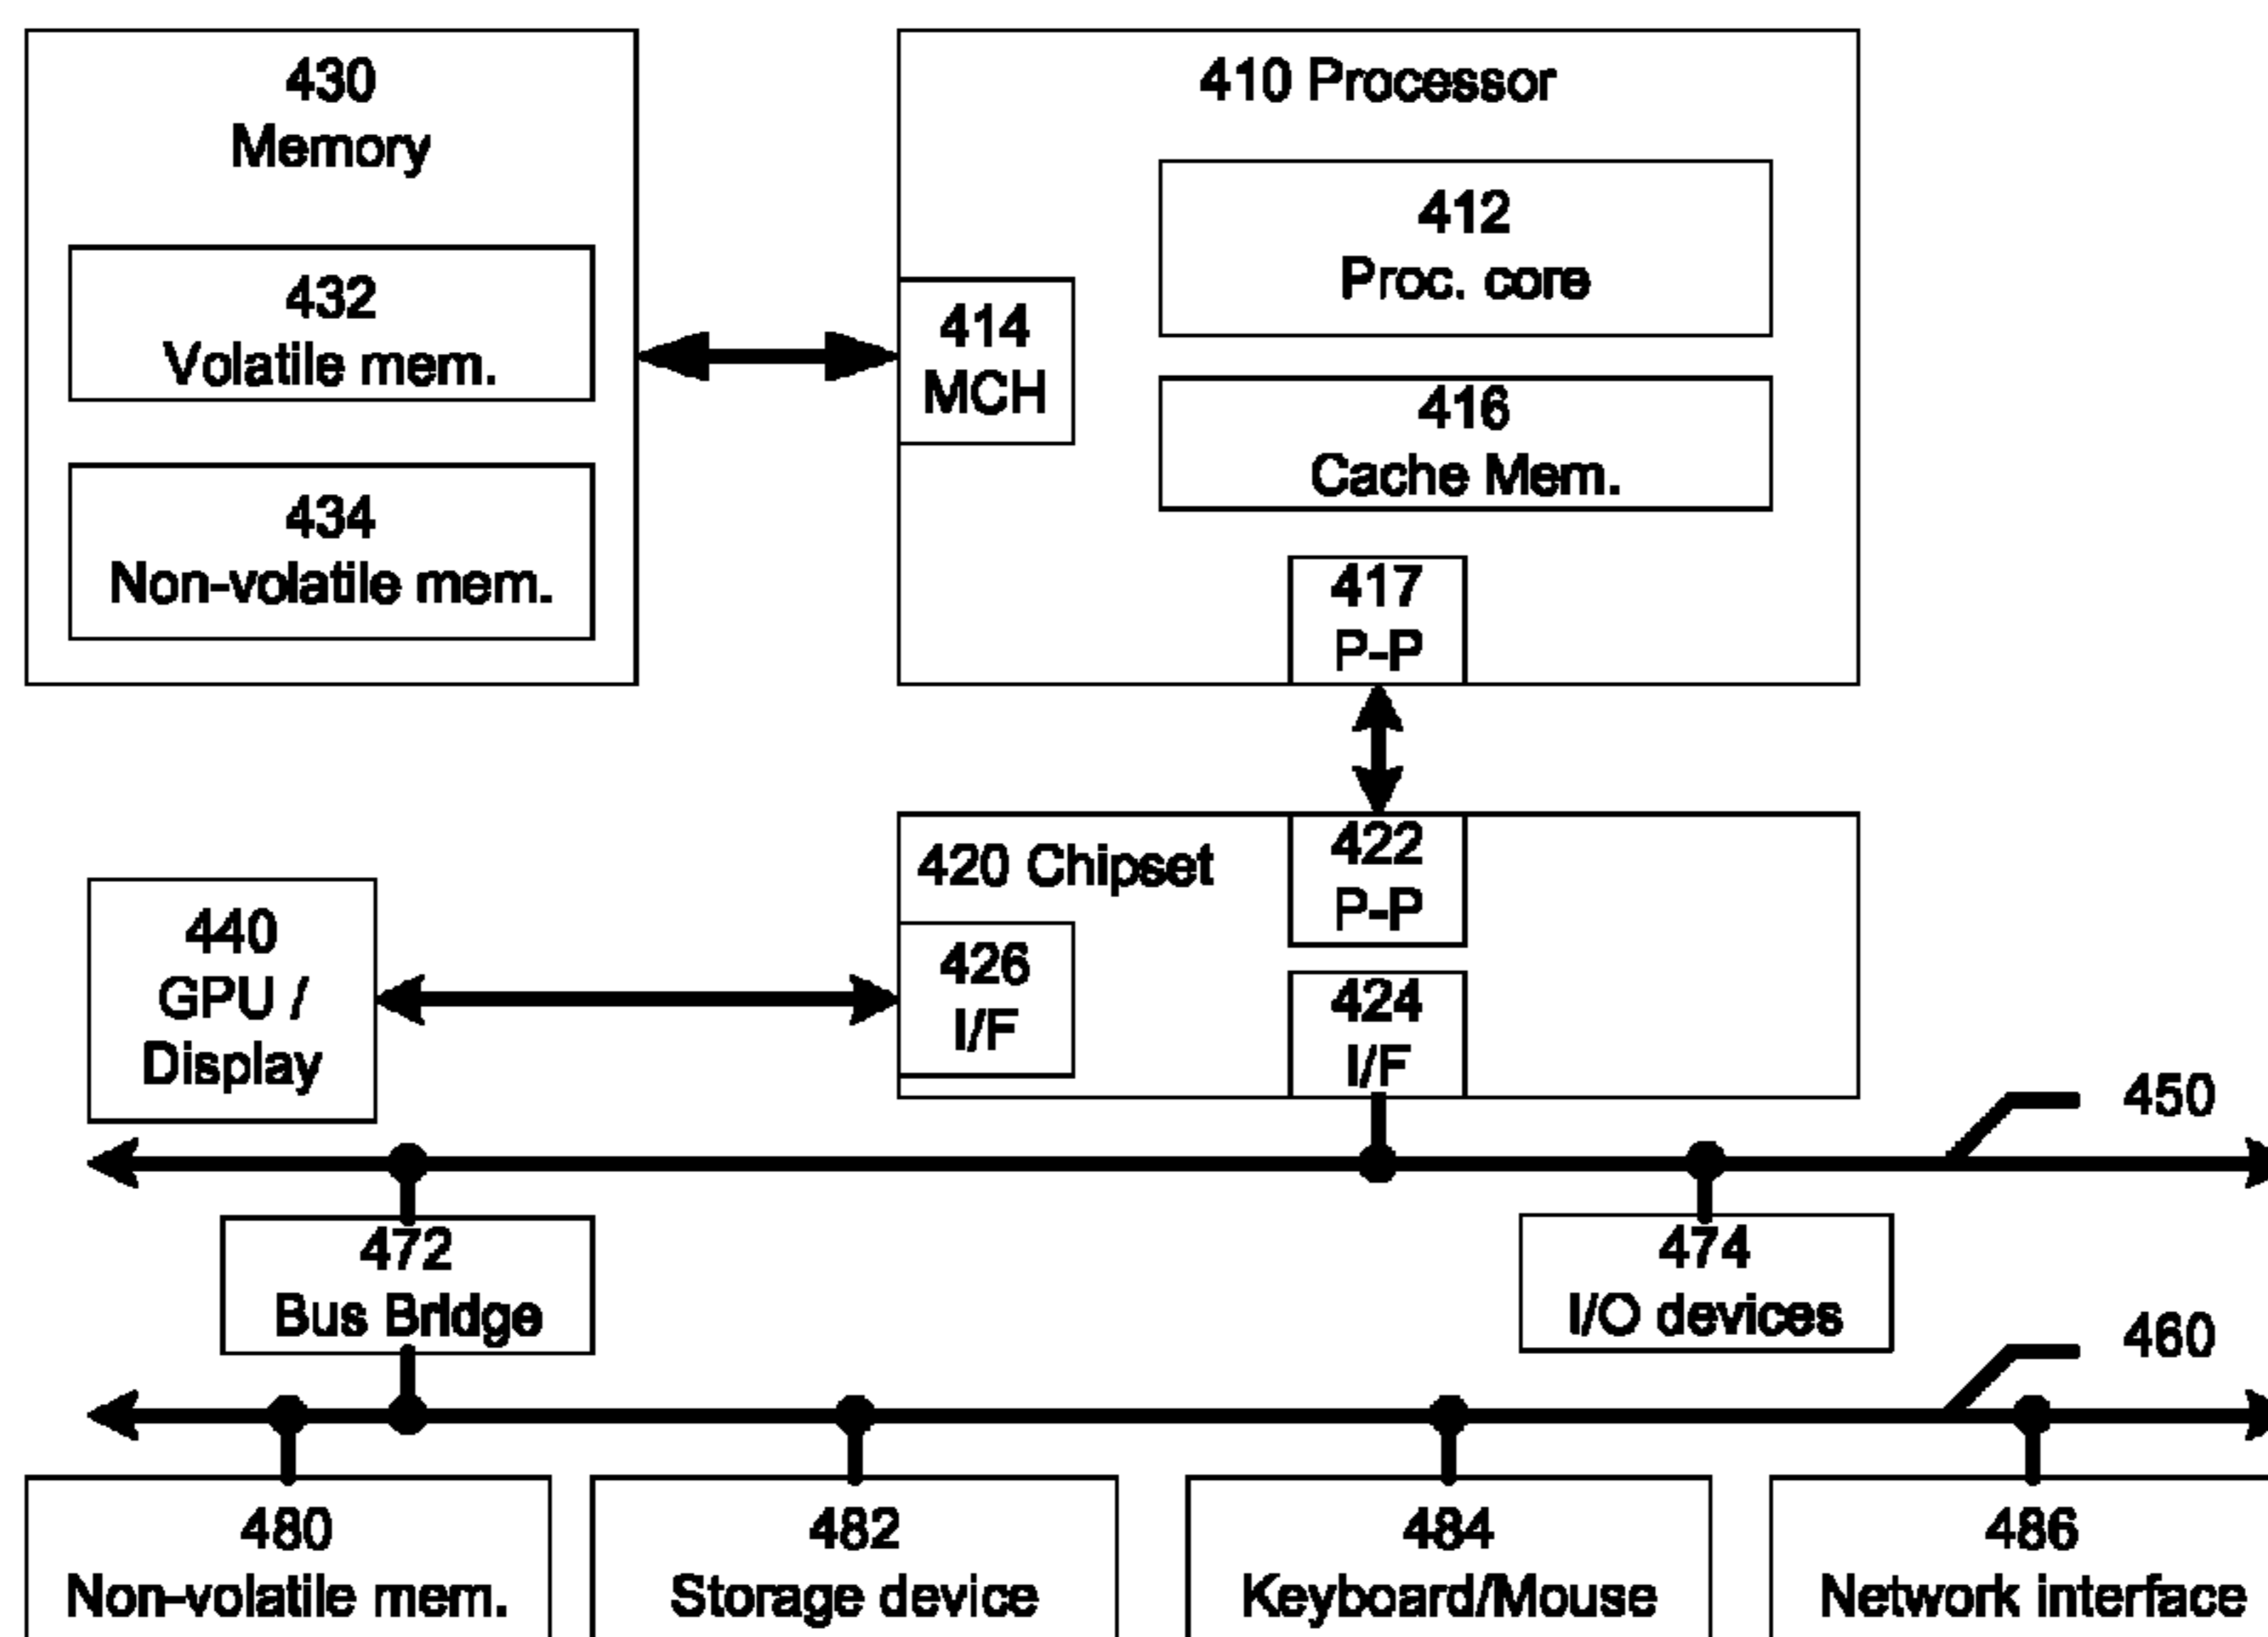 430
Memory
432
Volatile mem.
434
Non-volatile mem.
410 Processor
412
Proc. core
414
MCH
416
Cache Mem.
417
P-P
420 Chipset
422
P-P
426
I/F
424
I/F
440
GPU /
Display
450
472
Bus Bridge
474
I/O devices
460
480
Non-volatile mem.
482
Storage device
484
Keyboard/Mouse
486
Network interface